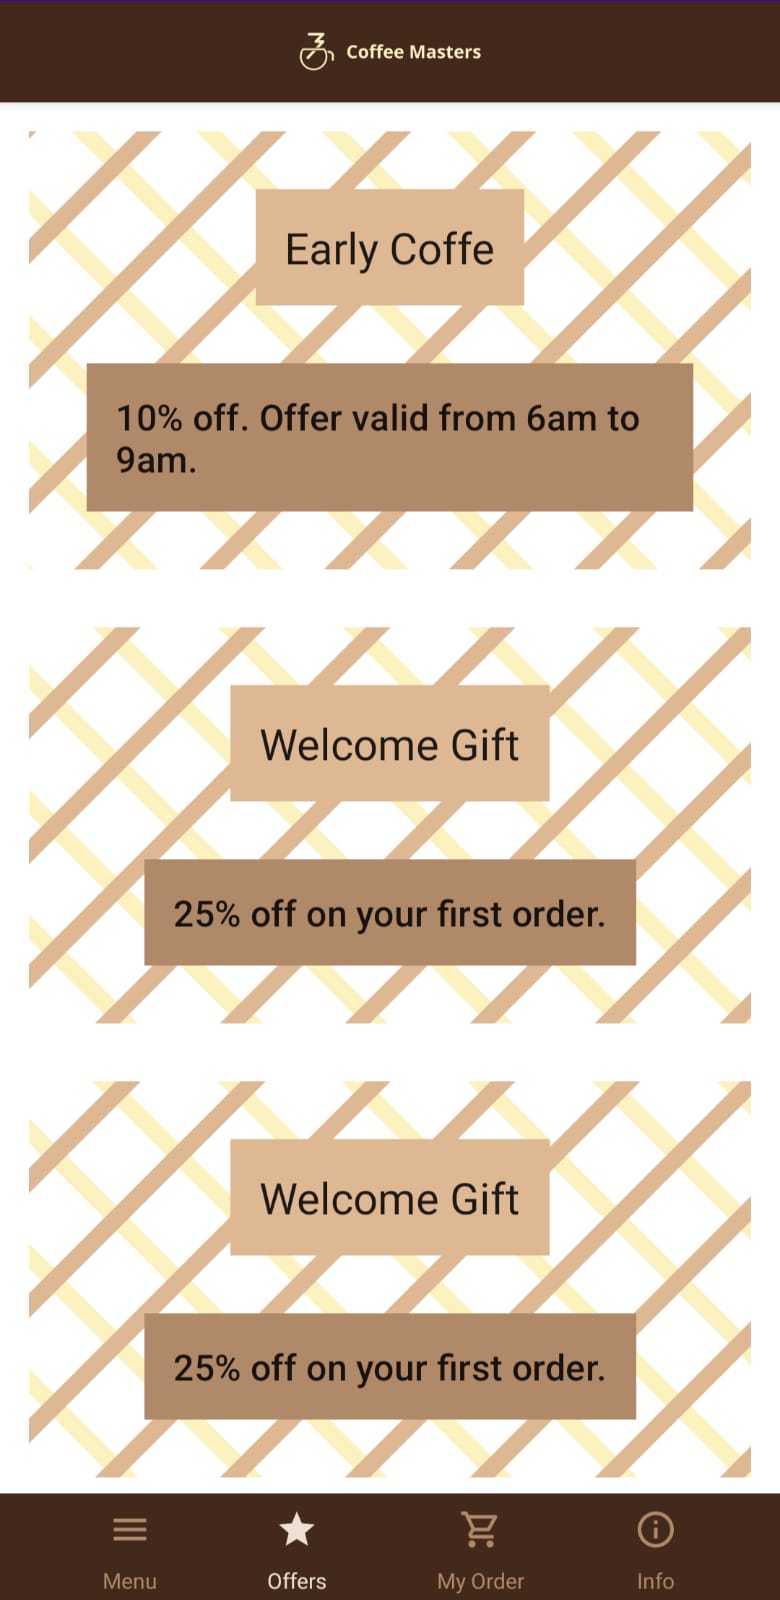 Coffee Masters
Early Coffe
10% off. Offer valid from 6am to
9am.
Welcome Gift
25% off on your first order.
Welcome Gift
25% off on your first order.
Menu
Offers
My Order
Info